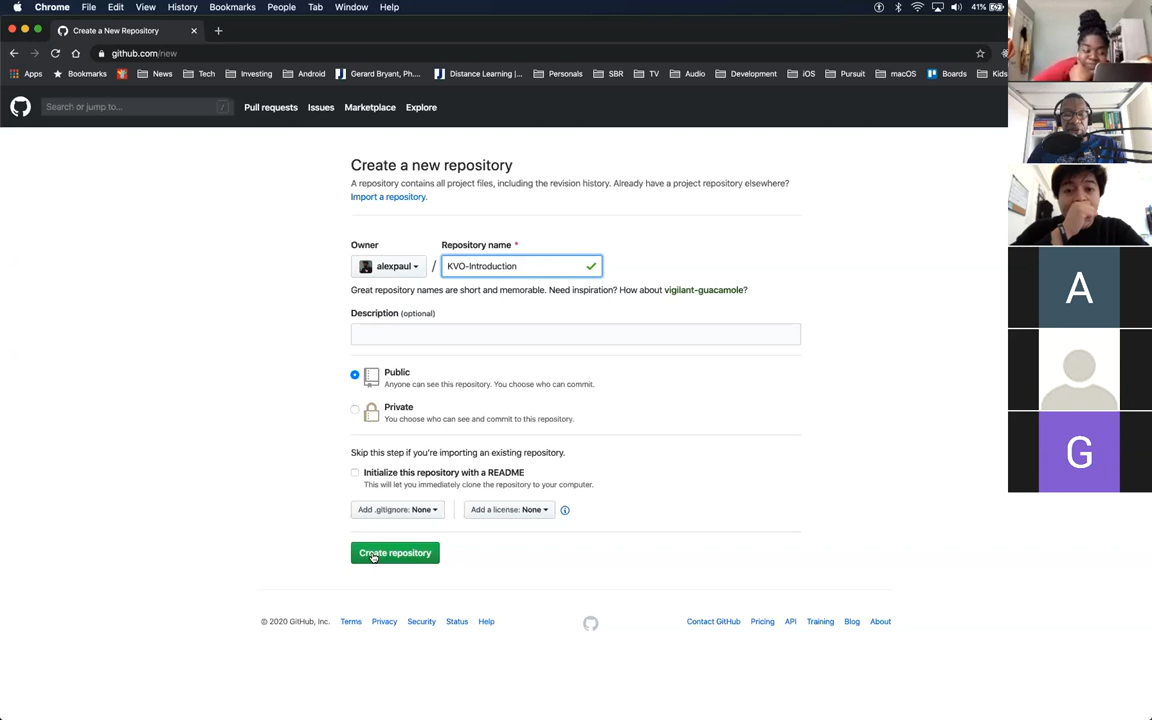 Chrome File Edit View History Bookmarks People Tab Window Help 41%
Create a New Repository
github.com/new
Apps Bookmarks News Tech Investing Android Gerard Bryant, Ph.... Distance Learning |... Personals SBR TV Audio Development iOS Pursuit macOS Boards Kids
Search or jump to... / Pull requests Issues Marketplace Explore
Create a new repository
A repository contains all project files, including the revision history. Already have a project repository elsewhere?
Import a repository.
Owner Repository name *
alexpaul / KVO-Introduction
Great repository names are short and memorable. Need inspiration? How about vigilant-guacamole?
Description (optional)
Public
Anyone can see this repository. You choose who can commit.
Private
You choose who can see and commit to this repository.
Skip this step if you're importing an existing repository.
Initialize this repository with a README
This will let you immediately clone the repository to your computer.
Add .gitignore: None Add a license: None
Create repository
© 2020 GitHub, Inc. Terms Privacy Security Status Help Contact GitHub Pricing API Training Blog About
A
G